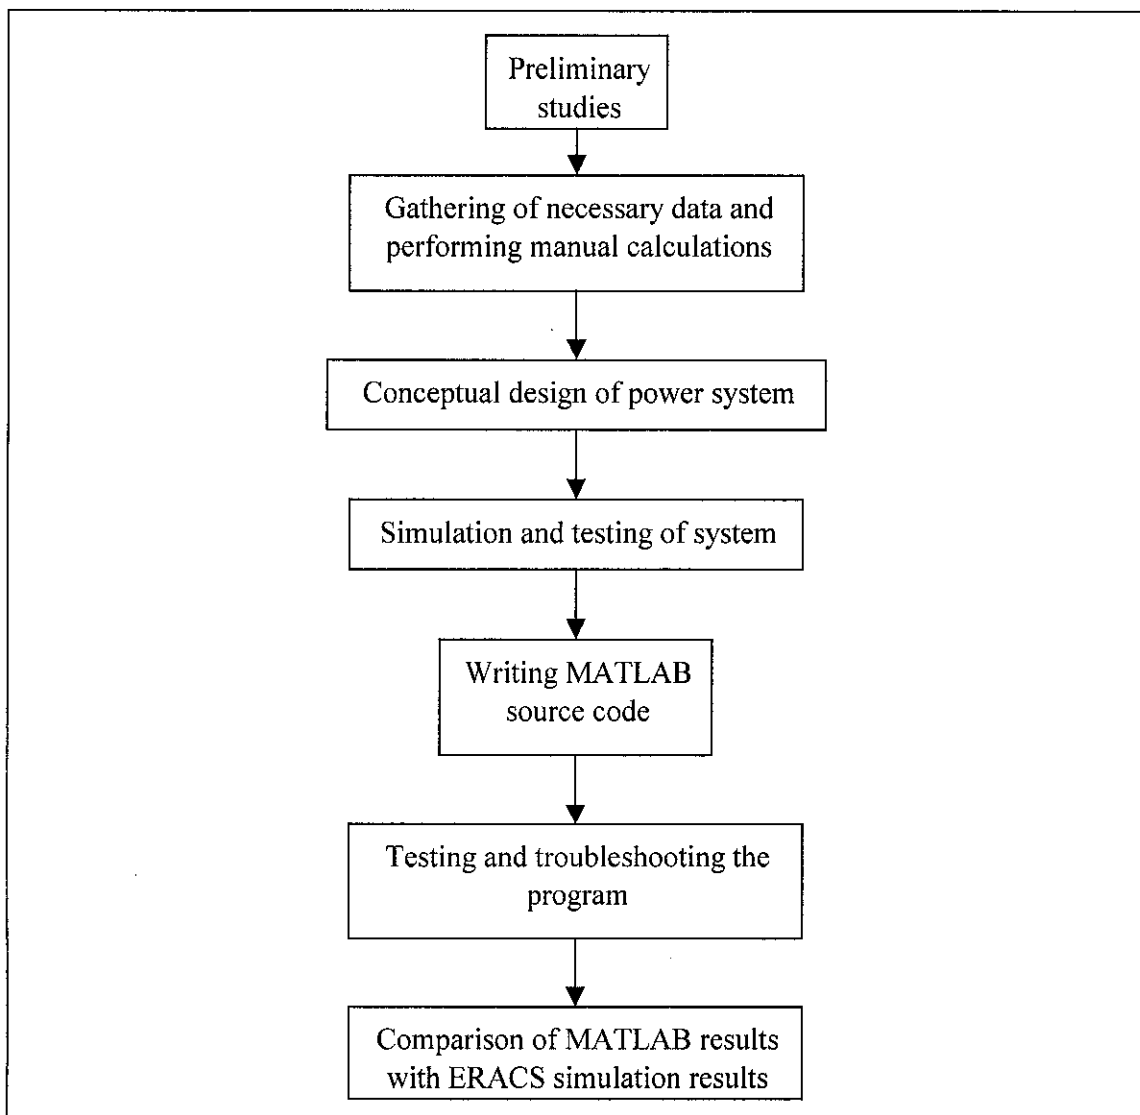 Preliminary
studies
Gathering of necessary data and
performing manual calculations
Conceptual design of power system
Simulation and testing of system
Writing MATLAB
source code
Testing and troubleshooting the
program
Comparison of MATLAB results
with ERACS simulation results